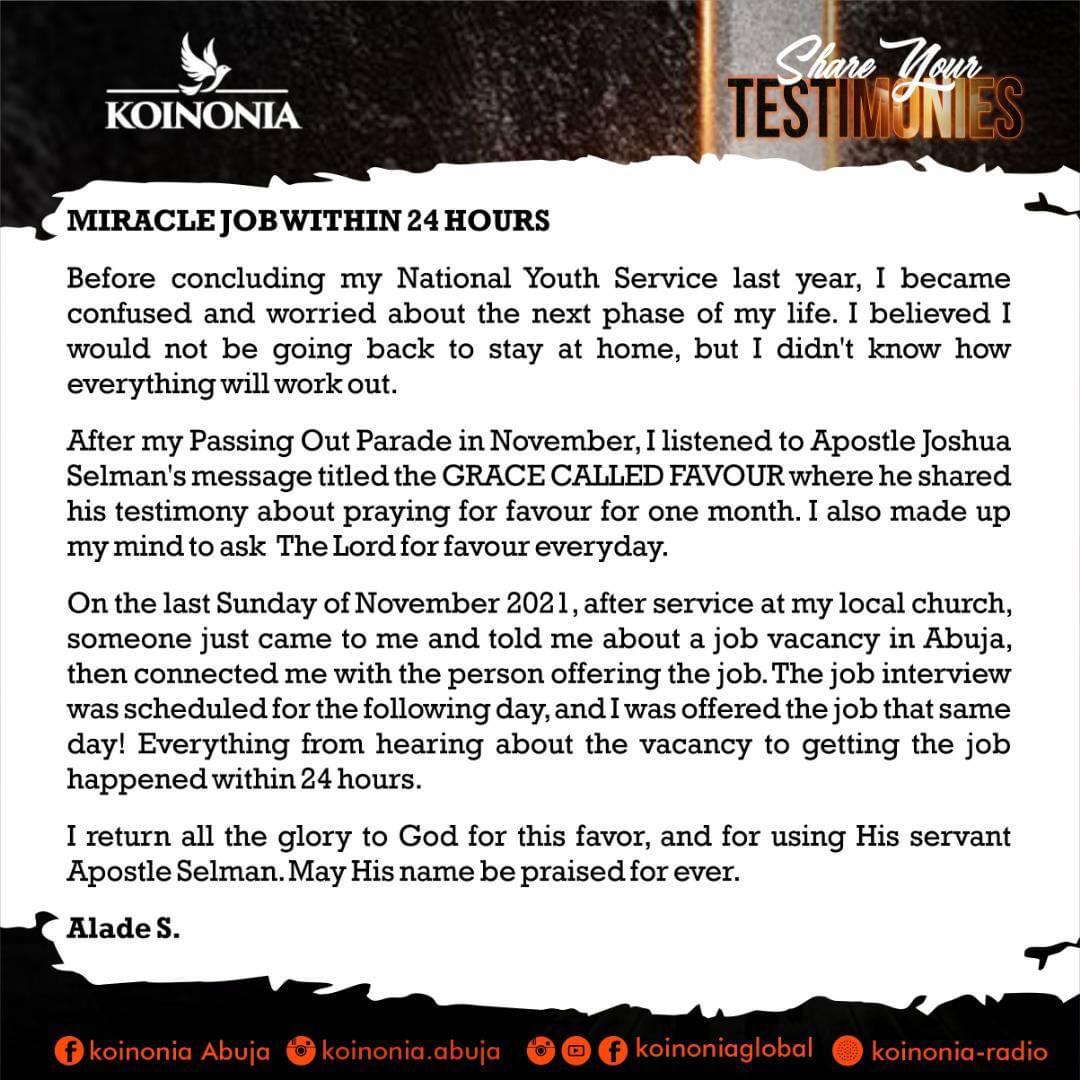 KOINONIA
Share Your
TESTIMONIES
MIRACLE JOB WITHIN 24 HOURS
Before concluding my National Youth Service last year, I became
confused and worried about the next phase of my life. I believed I
would not be going back to stay at home, but I didn't know how
everything will work out.
After my Passing Out Parade in November, I listened to Apostle Joshua
Selman's message titled the GRACE CALLED FAVOUR where he shared
his testimony about praying for favour for one month. I also made up
my mind to ask The Lord for favour everyday.
On the last Sunday of November 2021, after service at my local church,
someone just came to me and told me about a job vacancy in Abuja,
then connected me with the person offering the job. The job interview
was scheduled for the following day, and I was offered the job that same
day! Everything from hearing about the vacancy to getting the job
happened within 24 hours.
I return all the glory to God for this favor, and for using His servant
Apostle Selman. May His name be praised for ever.
Alade S.
koinonia Abuja koinonia.abuja koinoniaglobal koinonia-radio